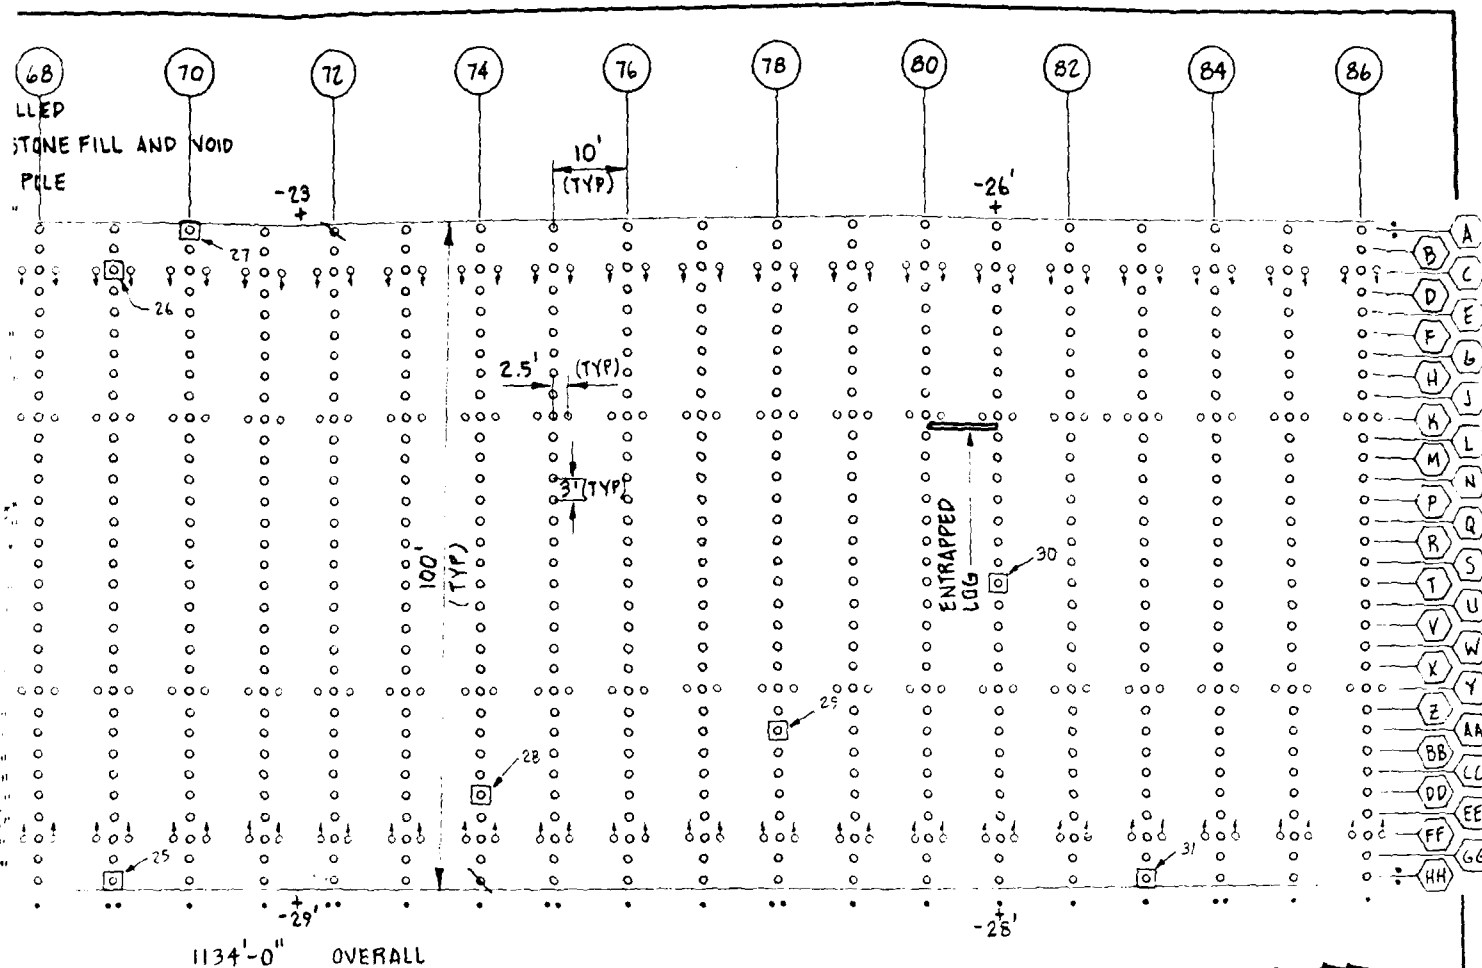 68 70 72 74 76 78 80 82 84 86
LLED
STONE FILL AND VOID
PILE
10'
(TYP)
-23
+
-26'
+
A
B
27
C
26
D
E
F
G
2.5' (TYP)
H
J
K
L
M
3' (TYP)
N
P
Q
R
S
100'
(TYP)
ENTRAPPED
LOG
30
T
U
V
W
X
Y
29
Z
AA
BB
28
CC
DD
EE
FF
25
31
GG
HH
+
-29'
+
-28'
1134'-0" OVERALL